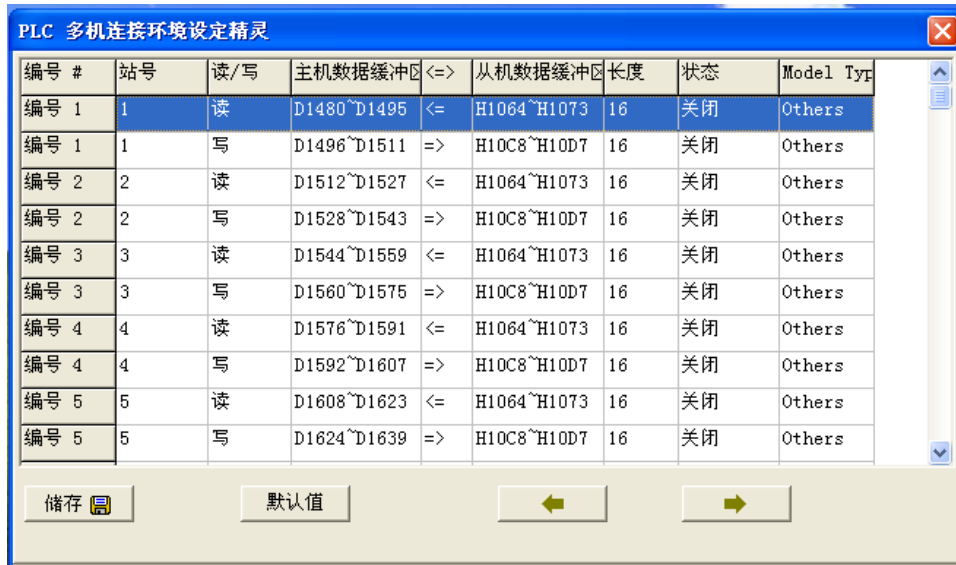 PLC 多机连接环境设定精灵
编号 # 站号 读/写 主机数据缓冲区 <=> 从机数据缓冲区 长度 状态 Model Typ
编号 1 1 读 D1480~D1495 <= H1064~H1073 16 关闭 Others
编号 1 1 写 D1496~D1511 => H10C8~H10D7 16 关闭 Others
编号 2 2 读 D1512~D1527 <= H1064~H1073 16 关闭 Others
编号 2 2 写 D1528~D1543 => H10C8~H10D7 16 关闭 Others
编号 3 3 读 D1544~D1559 <= H1064~H1073 16 关闭 Others
编号 3 3 写 D1560~D1575 => H10C8~H10D7 16 关闭 Others
编号 4 4 读 D1576~D1591 <= H1064~H1073 16 关闭 Others
编号 4 4 写 D1592~D1607 => H10C8~H10D7 16 关闭 Others
编号 5 5 读 D1608~D1623 <= H1064~H1073 16 关闭 Others
编号 5 5 写 D1624~D1639 => H10C8~H10D7 16 关闭 Others
储存 默认值